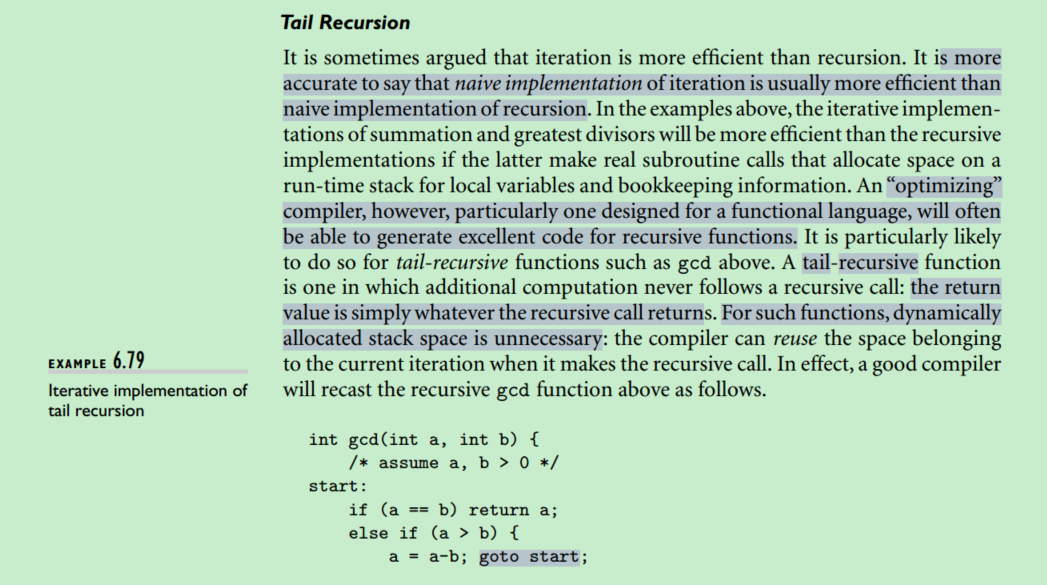 Tail Recursion
It is sometimes argued that iteration is more efficient than recursion. It is more
accurate to say that naive implementation of iteration is usually more efficient than
naive implementation of recursion. In the examples above, the iterative implemen-
tations of summation and greatest divisors will be more efficient than the recursive
implementations if the latter make real subroutine calls that allocate space on a
run-time stack for local variables and bookkeeping information. An “optimizing”
compiler, however, particularly one designed for a functional language, will often
be able to generate excellent code for recursive functions. It is particularly likely
to do so for tail-recursive functions such as gcd above. A tail-recursive function
is one in which additional computation never follows a recursive call: the return
value is simply whatever the recursive call returns. For such functions, dynamically
allocated stack space is unnecessary: the compiler can reuse the space belonging
to the current iteration when it makes the recursive call. In effect, a good compiler
will recast the recursive gcd function above as follows.
EXAMPLE 6.79
Iterative implementation of
tail recursion
int gcd(int a, int b) {
/* assume a, b > 0 */
start:
if (a == b) return a;
else if (a > b) {
a = a-b; goto start;